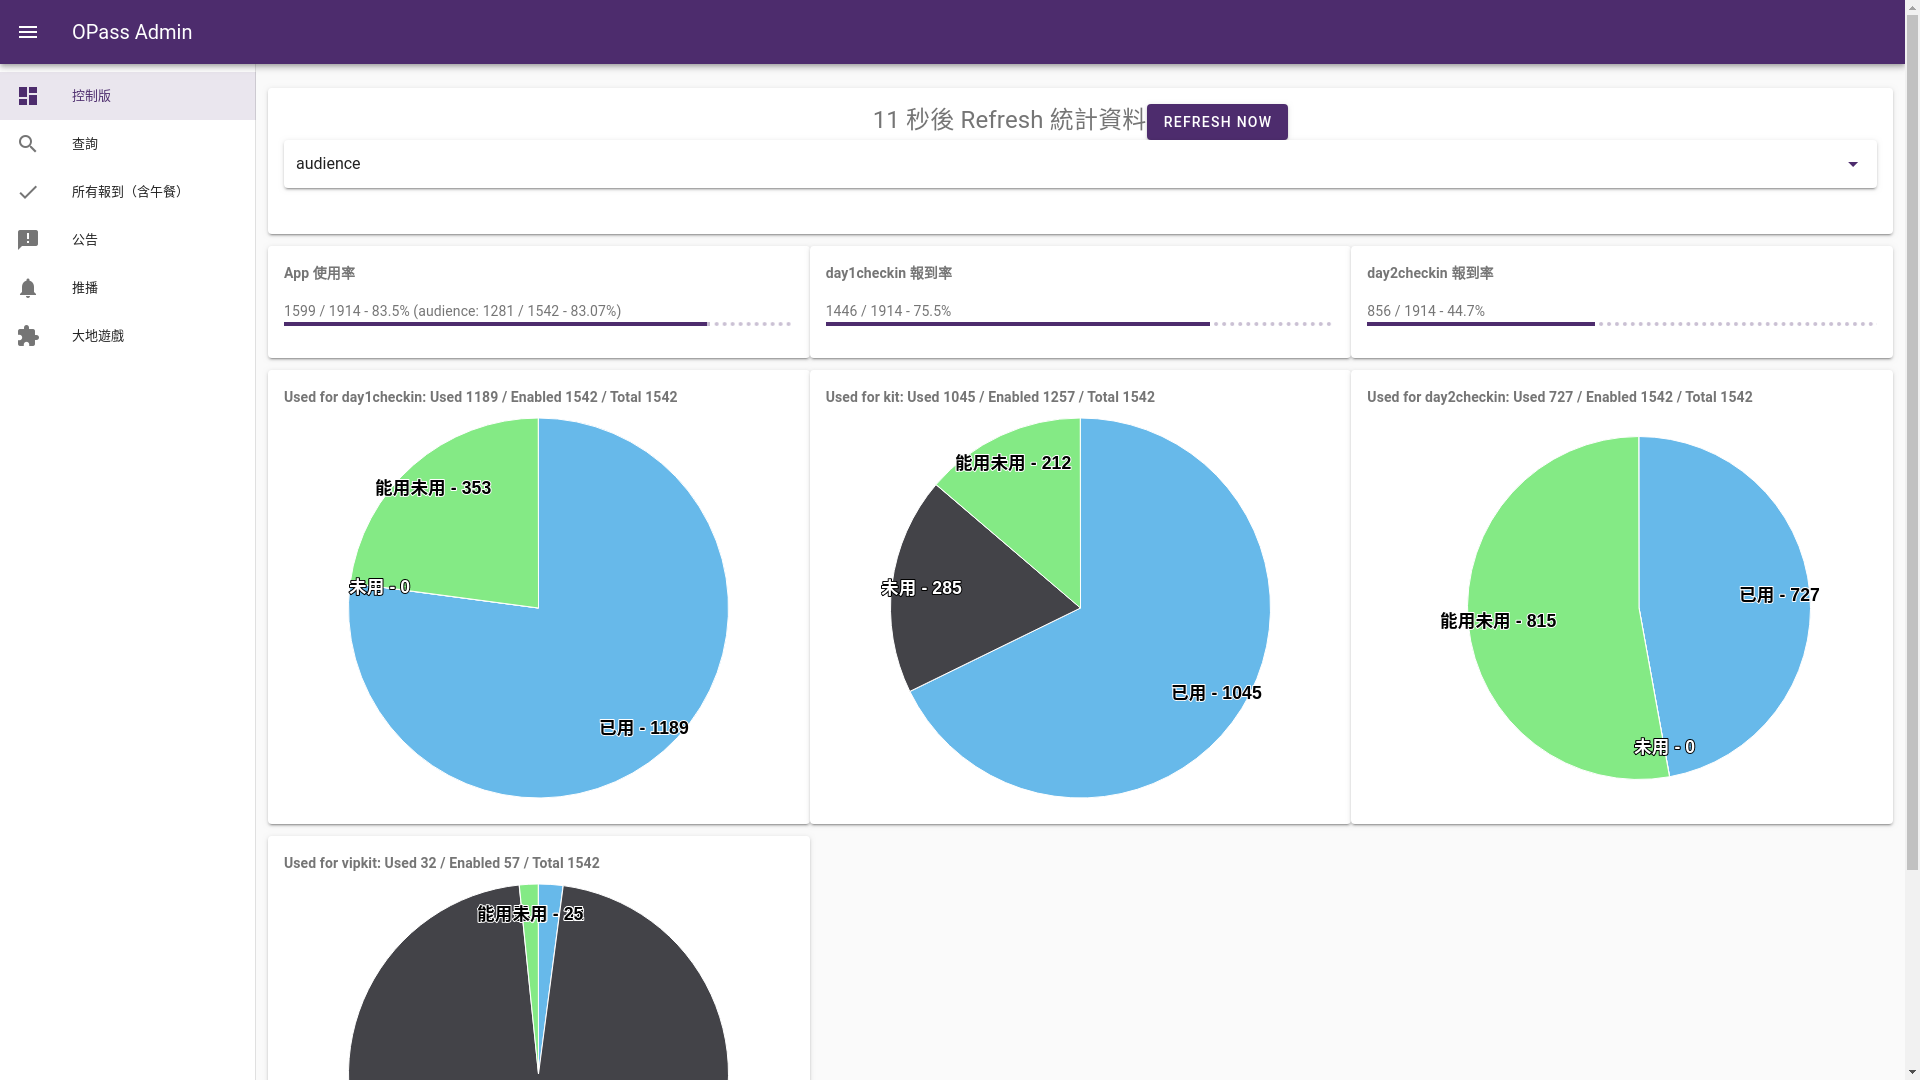 OPass Admin
控制版
查詢
所有報到（含午餐）
公告
推播
大地遊戲
11 秒後 Refresh 統計資料
REFRESH NOW
audience
App 使用率
1599 / 1914 - 83.5% (audience: 1281 / 1542 - 83.07%)
day1checkin 報到率
1446 / 1914 - 75.5%
day2checkin 報到率
856 / 1914 - 44.7%
Used for day1checkin: Used 1189 / Enabled 1542 / Total 1542
能用未用 - 353
未用 - 0
已用 - 1189
Used for kit: Used 1045 / Enabled 1257 / Total 1542
能用未用 - 212
未用 - 285
已用 - 1045
Used for day2checkin: Used 727 / Enabled 1542 / Total 1542
已用 - 727
能用未用 - 815
未用 - 0
Used for vipkit: Used 32 / Enabled 57 / Total 1542
能用未用 - 25